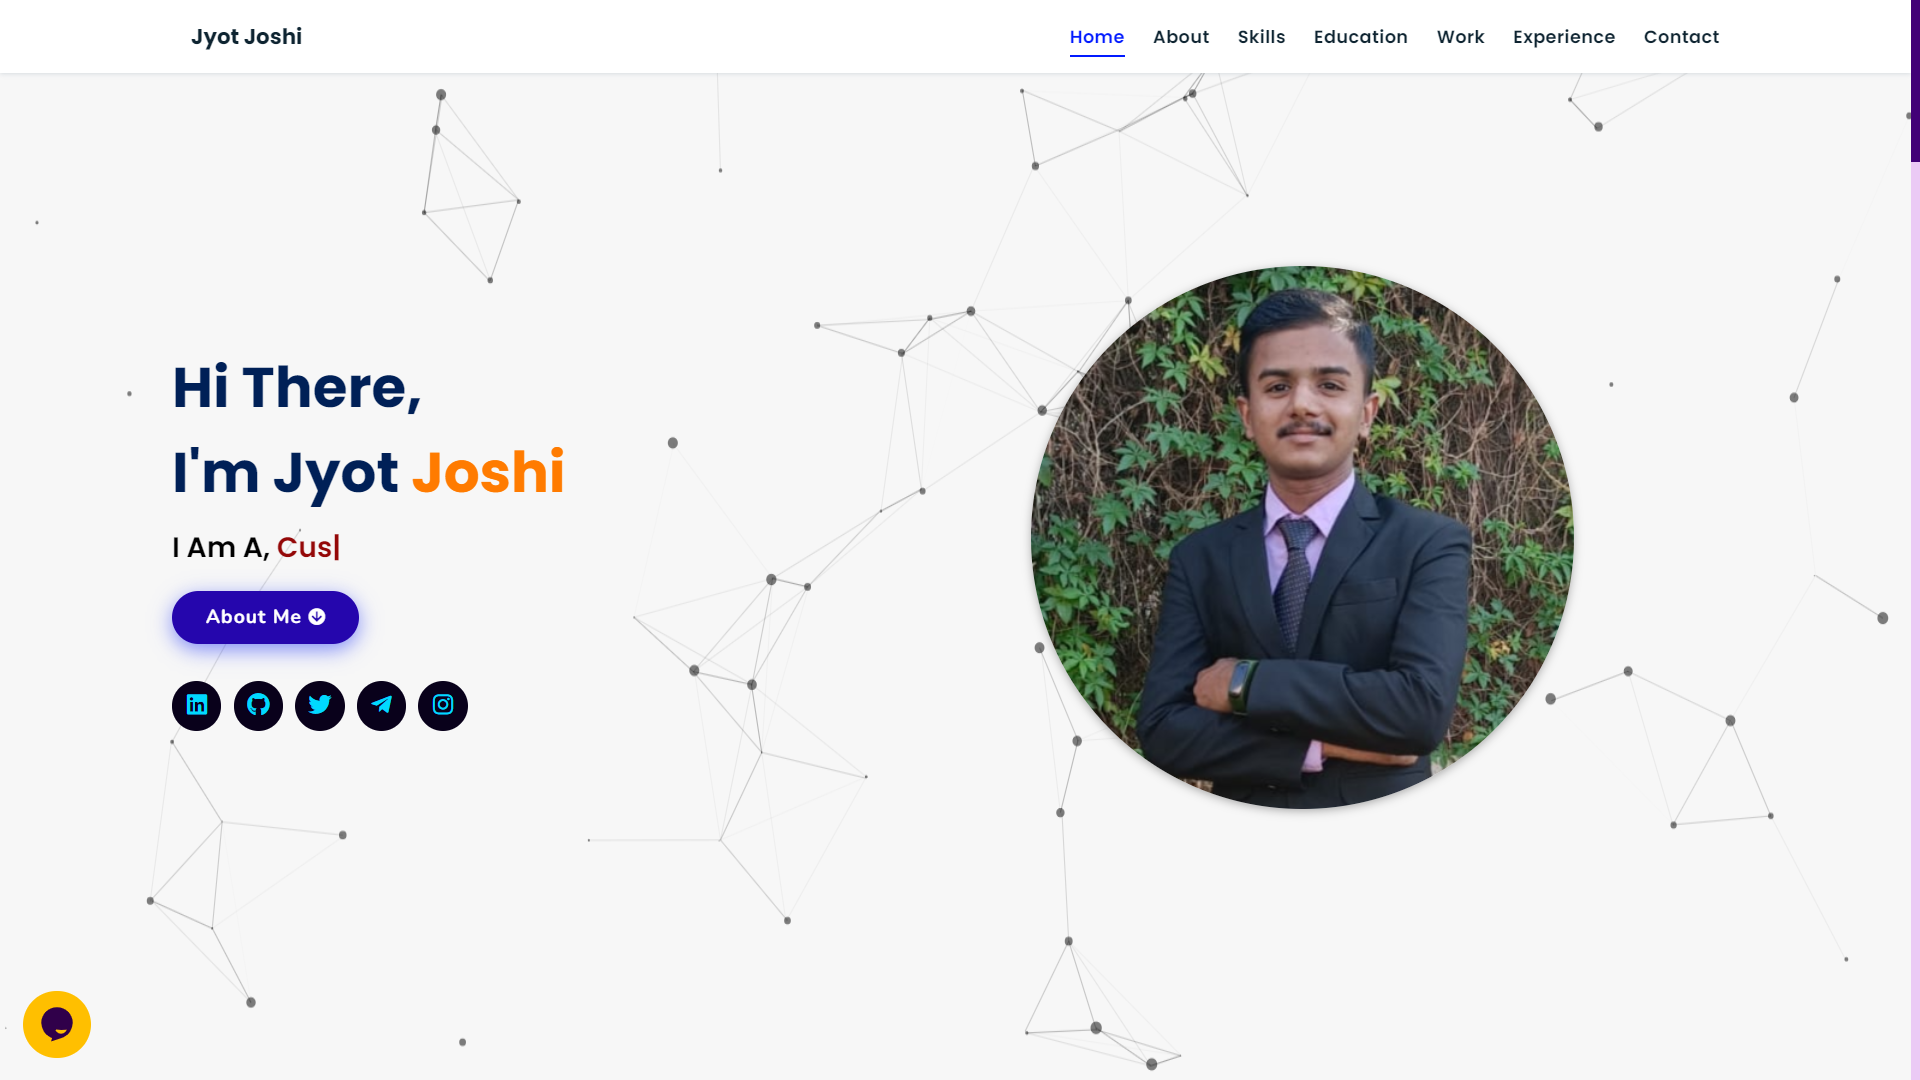 Jyot Joshi
Home About Skills Education Work Experience Contact
Hi There,
I'm Jyot Joshi
I Am A, Cus|
About Me